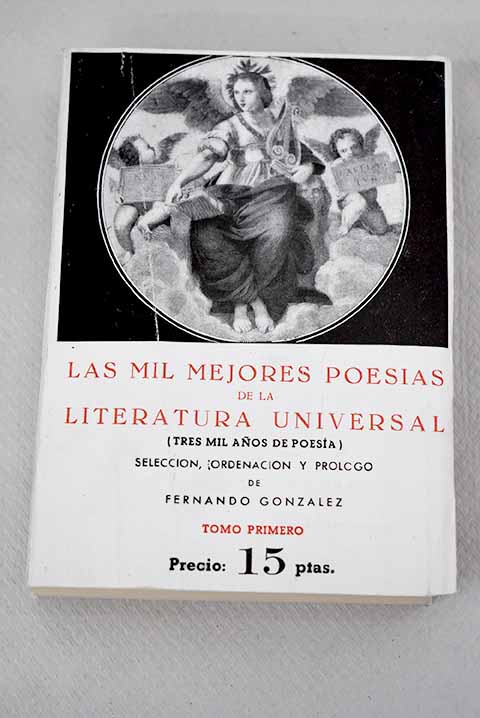 LAS MIL MEJORES POESIAS
DE LA
LITERATURA UNIVERSAL
(TRES MIL AÑOS DE POESÍA)
SELECCION, ¡ORDENACION Y PROLOGO
DE
FERNANDO GONZALEZ
TOMO PRIMERO
Precio: 15 ptas.